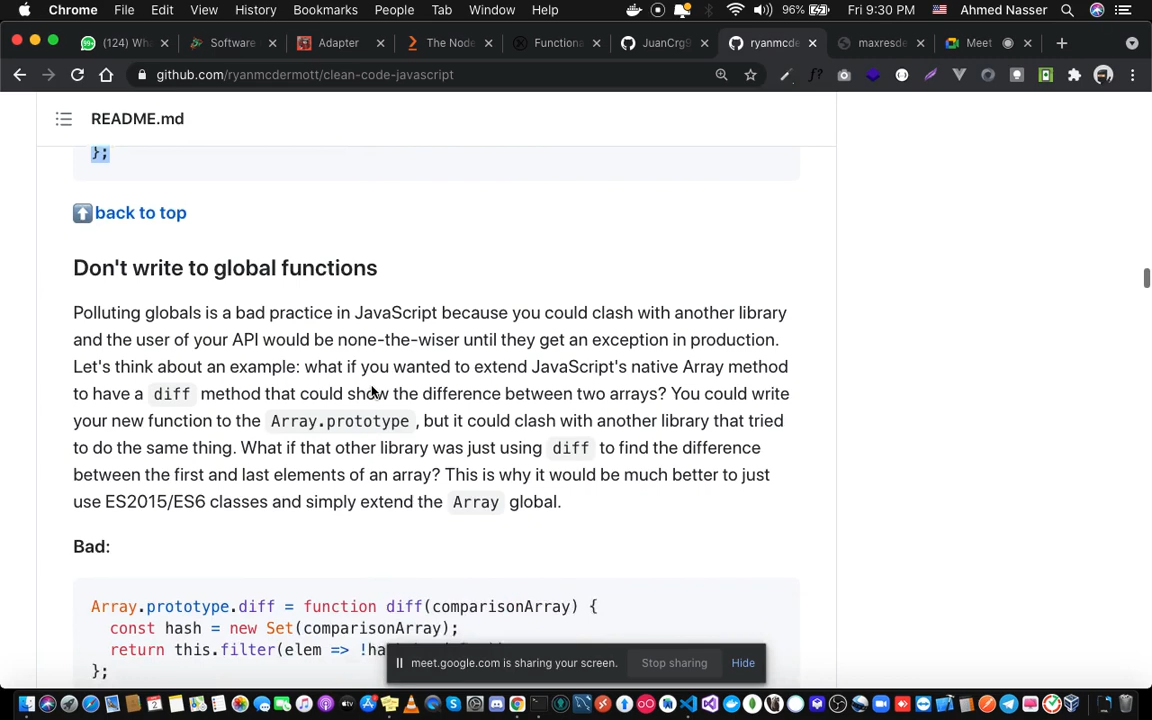 Chrome File Edit View History Bookmarks People Tab Window Help 96% Fri 9:30 PM Ahmed Nasser
(124) Wh Software Adapter The Node Functiona JuanCrg9 ryanmcde maxresde Meet
github.com/ryanmcdermott/clean-code-javascript
README.md
};
back to top
Don't write to global functions
Polluting globals is a bad practice in JavaScript because you could clash with another library
and the user of your API would be none-the-wiser until they get an exception in production.
Let's think about an example: what if you wanted to extend JavaScript's native Array method
to have a diff method that could show the difference between two arrays? You could write
your new function to the Array.prototype, but it could clash with another library that tried
to do the same thing. What if that other library was just using diff to find the difference
between the first and last elements of an array? This is why it would be much better to just
use ES2015/ES6 classes and simply extend the Array global.
Bad:
Array.prototype.diff = function diff(comparisonArray) {
const hash = new Set(comparisonArray);
return this.filter(elem => !ha
};
meet.google.com is sharing your screen. Stop sharing Hide